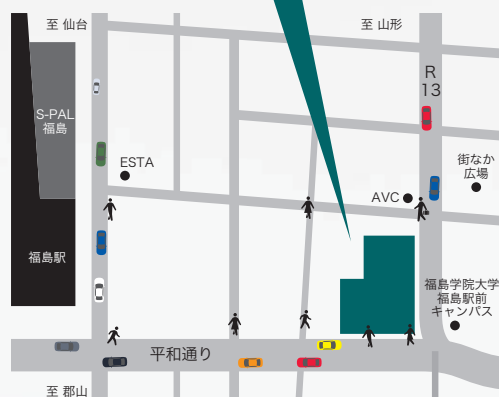 至 仙台
至 山形
R
13
S-PAL
福島
ESTA
街なか
広場
AVC
福島駅
福島学院大学
福島駅前
キャンパス
平和通り
至 郡山